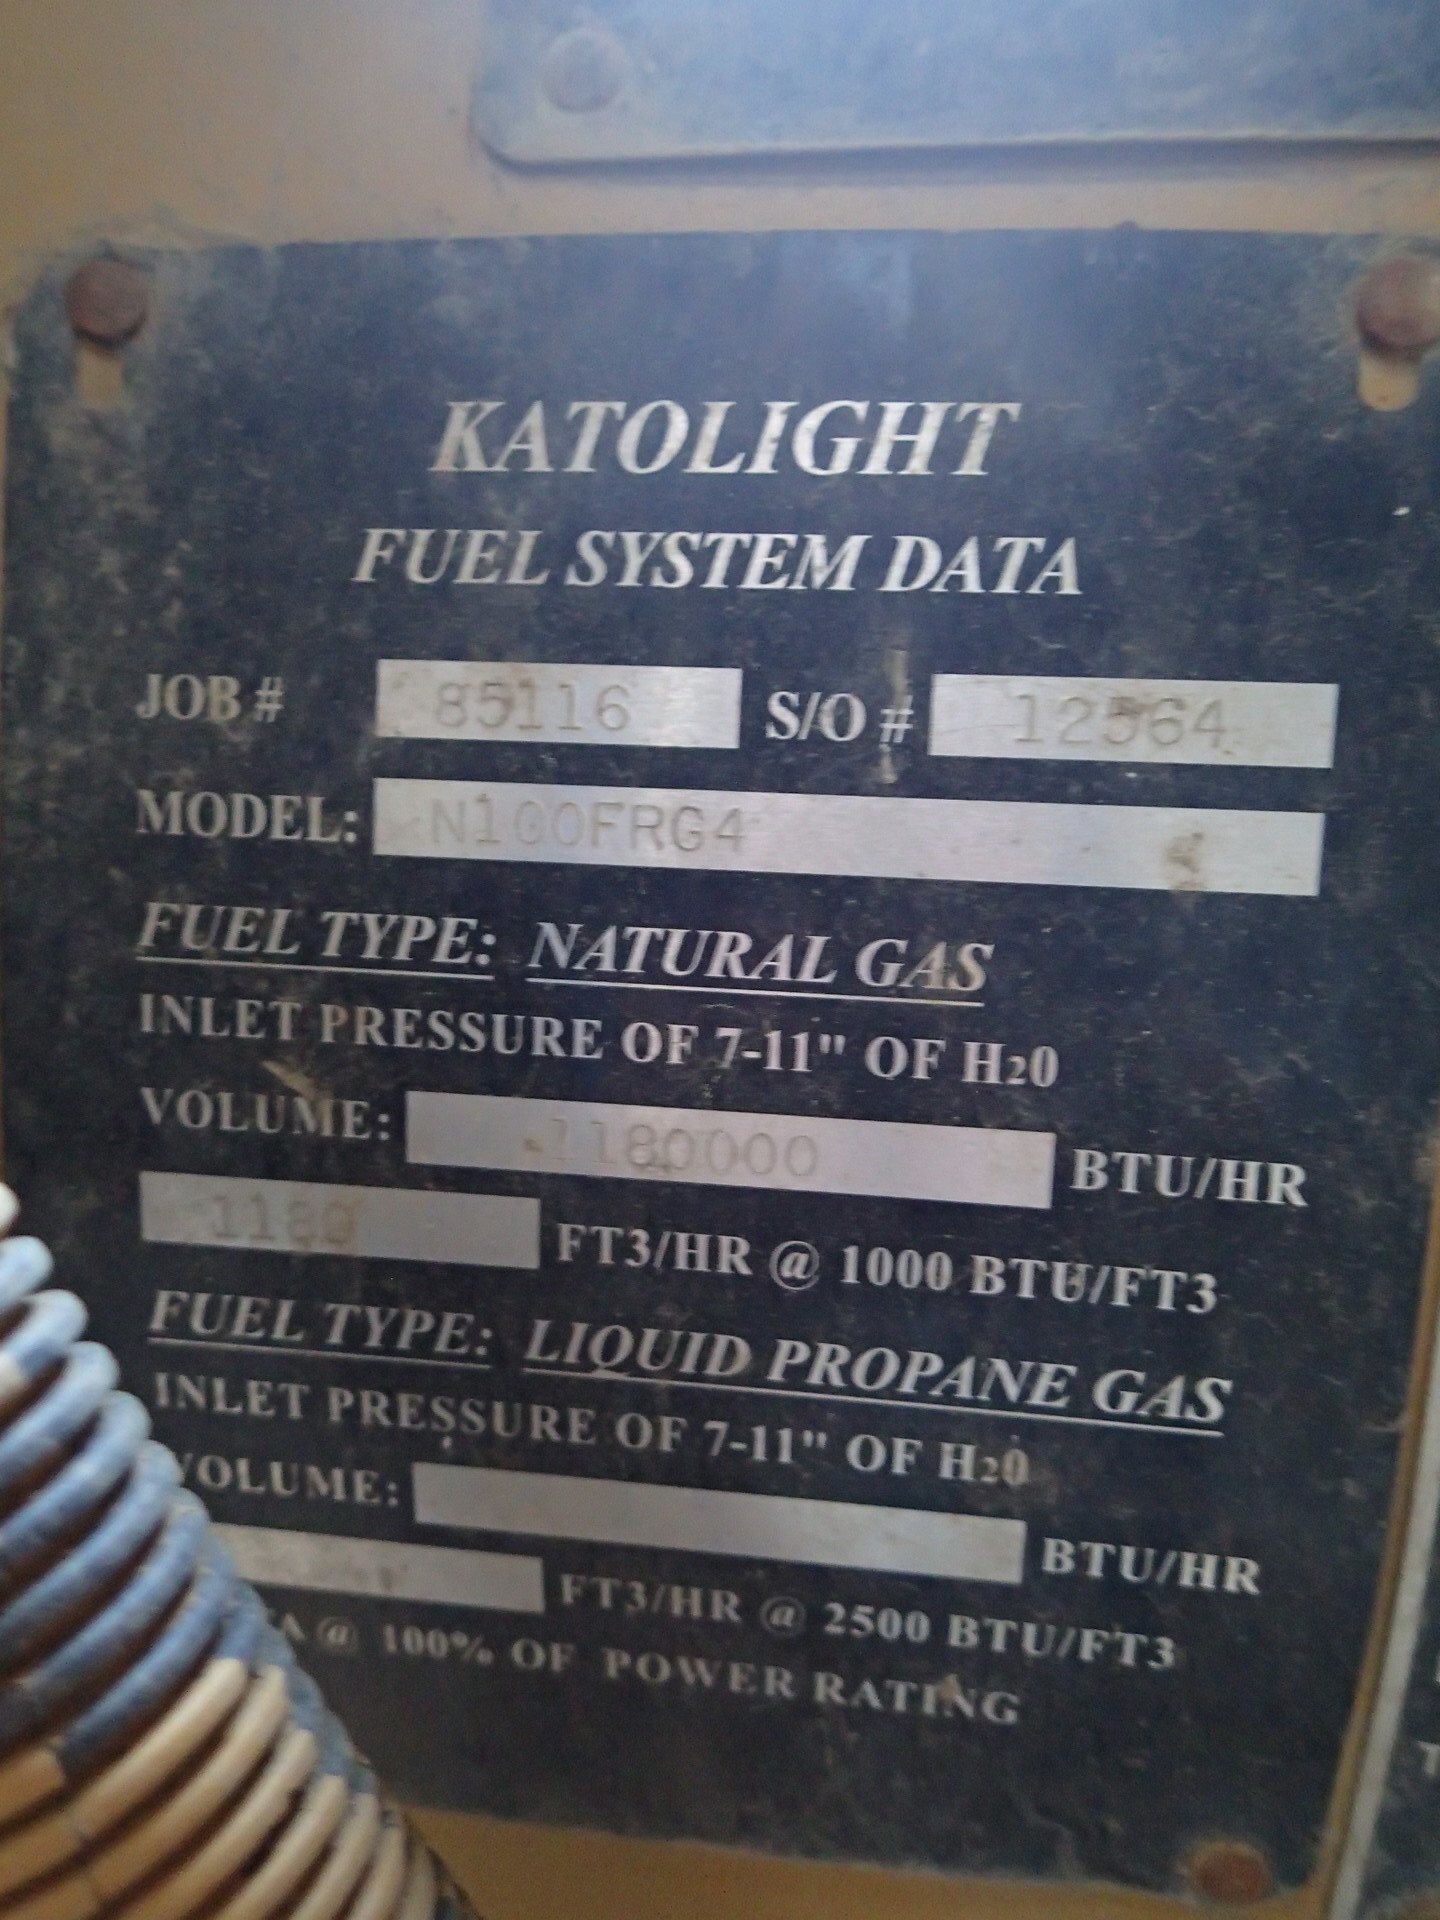 KATOLIGHT
FUEL SYSTEM DATA
JOB # 85116 S/O # 12564
MODEL: N100FRG4
FUEL TYPE: NATURAL GAS
INLET PRESSURE OF 7-11" OF H20
VOLUME: 1180000 BTU/HR
1180 FT3/HR @ 1000 BTU/FT3
FUEL TYPE: LIQUID PROPANE GAS
INLET PRESSURE OF 7-11" OF H20
VOLUME: BTU/HR
FT3/HR @ 2500 BTU/FT3
@ 100% OF POWER RATING